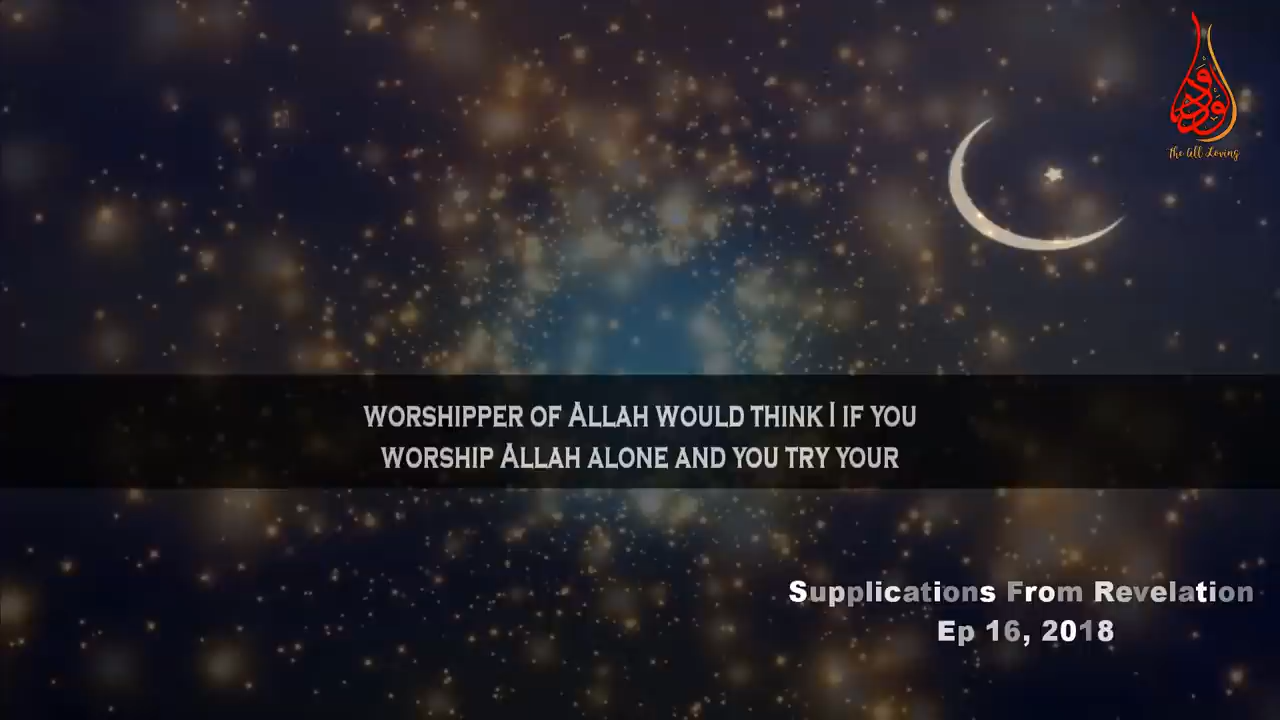 The All Loving
WORSHIPPER OF ALLAH WOULD THINK I IF YOU
WORSHIP ALLAH ALONE AND YOU TRY YOUR
Supplications From Revelation
Ep 16, 2018